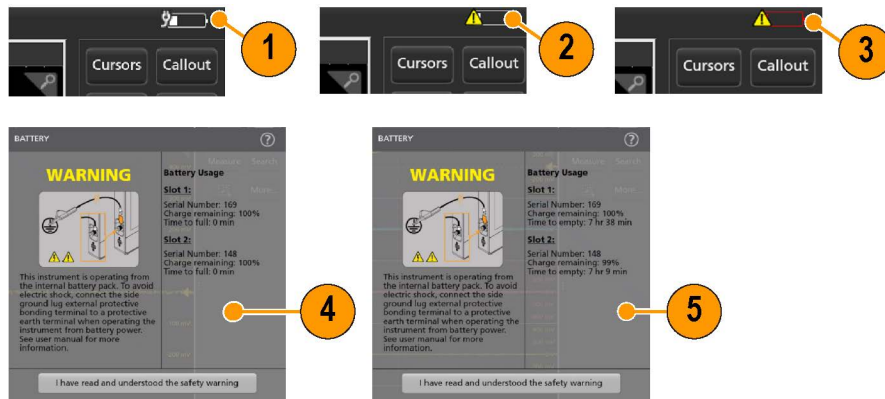 1
Cursors Callout
2
Cursors Callout
3
Cursors Callout
BATTERY
?
WARNING
This instrument is operating from
the internal battery pack. To avoid
electric shock, connect the side
ground lug external protective
bonding terminal to a protective
earth terminal when operating the
instrument from battery power.
See user manual for more
information.
Measure Search
More...
Battery Usage
Slot 1:
Serial Number: 169
Charge remaining: 100%
Time to full: 0 min
Slot 2:
Serial Number: 148
Charge remaining: 100%
Time to full: 0 min
4
I have read and understood the safety warning
BATTERY
?
WARNING
This instrument is operating from
the internal battery pack. To avoid
electric shock, connect the side
ground lug external protective
bonding terminal to a protective
earth terminal when operating the
instrument from battery power.
See user manual for more
information.
Measure Search
More...
Battery Usage
Slot 1:
Serial Number: 169
Charge remaining: 100%
Time to empty: 7 hr 38 min
Slot 2:
Serial Number: 148
Charge remaining: 99%
Time to empty: 7 hr 9 min
5
I have read and understood the safety warning